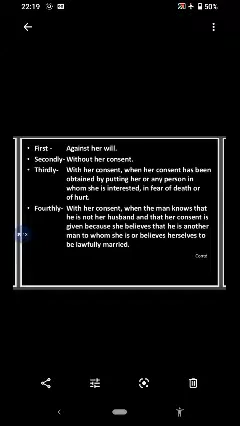 22:19
50%
• First - Against her will.
• Secondly- Without her consent.
• Thirdly- With her consent, when her consent has been
obtained by putting her or any person in
whom she is interested, in fear of death or
of hurt.
• Fourthly- With her consent, when the man knows that
he is not her husband and that her consent is
given because she believes that he is another
man to whom she is or believes herselves to
be lawfully married.
Contd